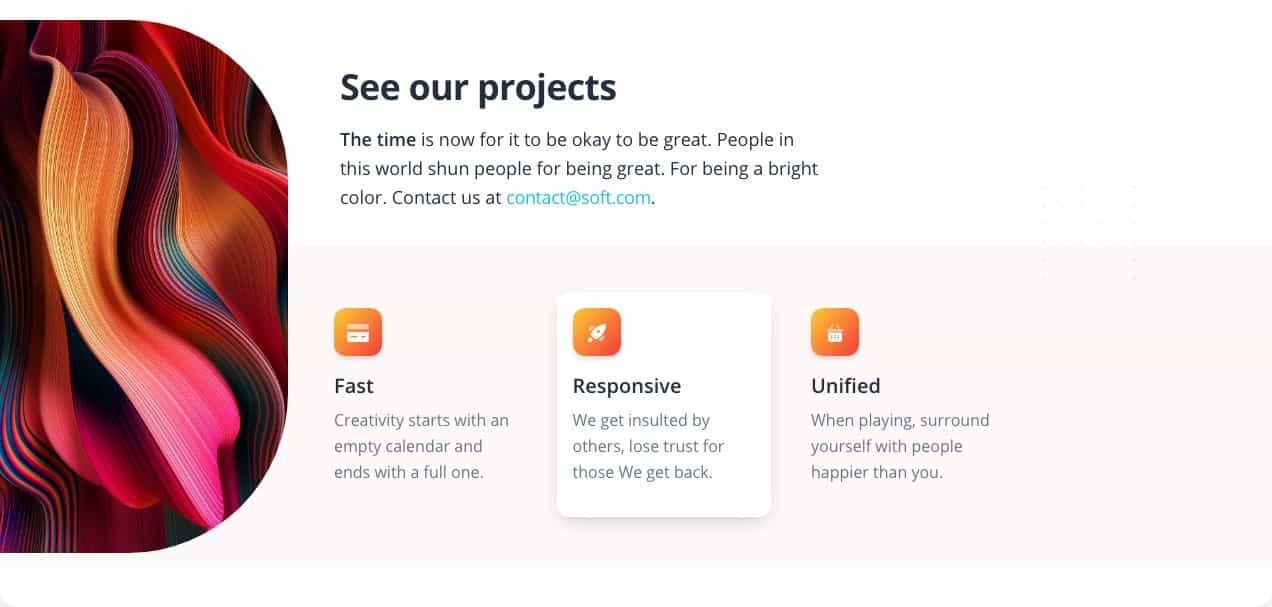 See our projects
The time is now for it to be okay to be great. People in
this world shun people for being great. For being a bright
color. Contact us at contact@soft.com.
Fast
Creativity starts with an
empty calendar and
ends with a full one.
Responsive
We get insulted by
others, lose trust for
those We get back.
Unified
When playing, surround
yourself with people
happier than you.